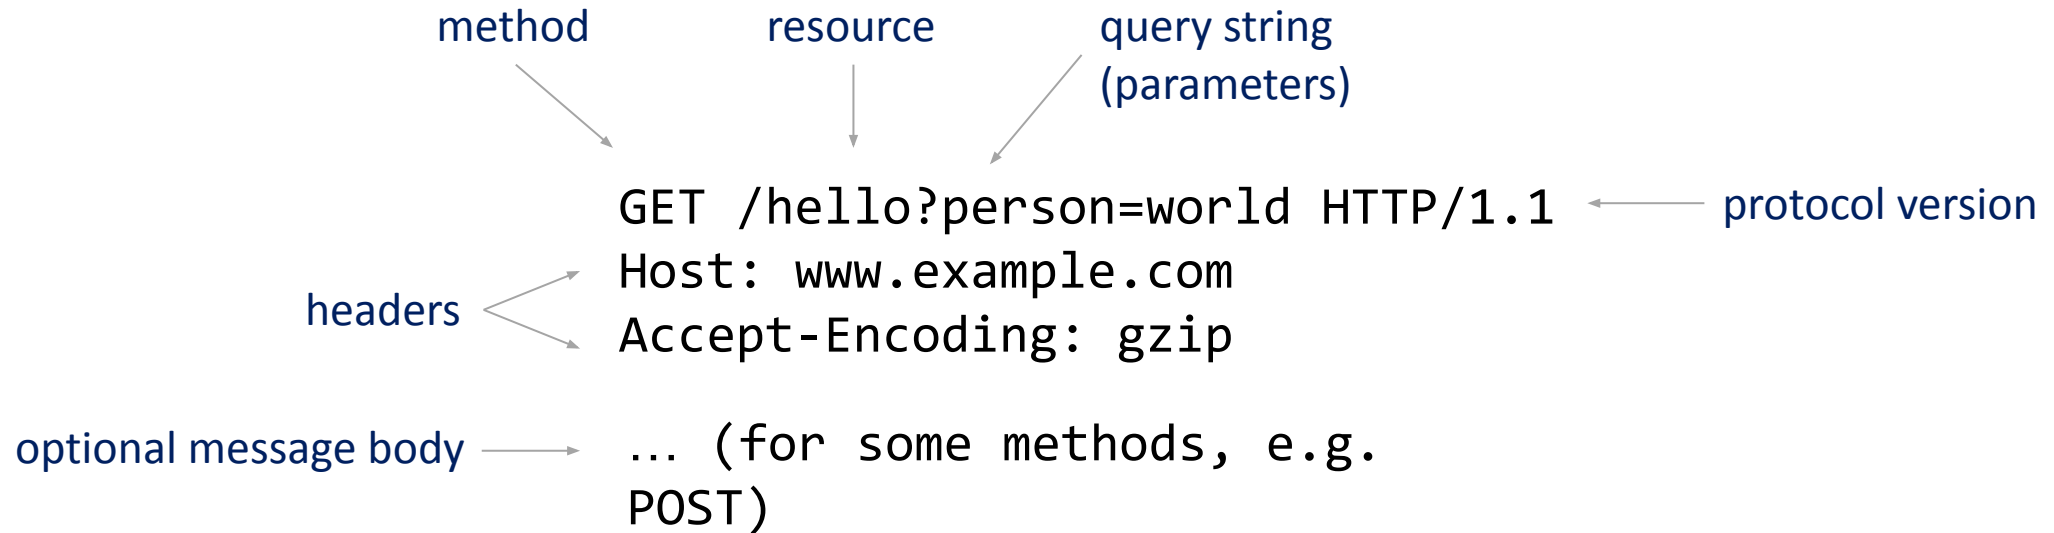 method
resource
query string
(parameters)
GET /hello?person=world HTTP/1.1
protocol version
Host: www.example.com
headers
Accept-Encoding: gzip
optional message body
… (for some methods, e.g.
POST)